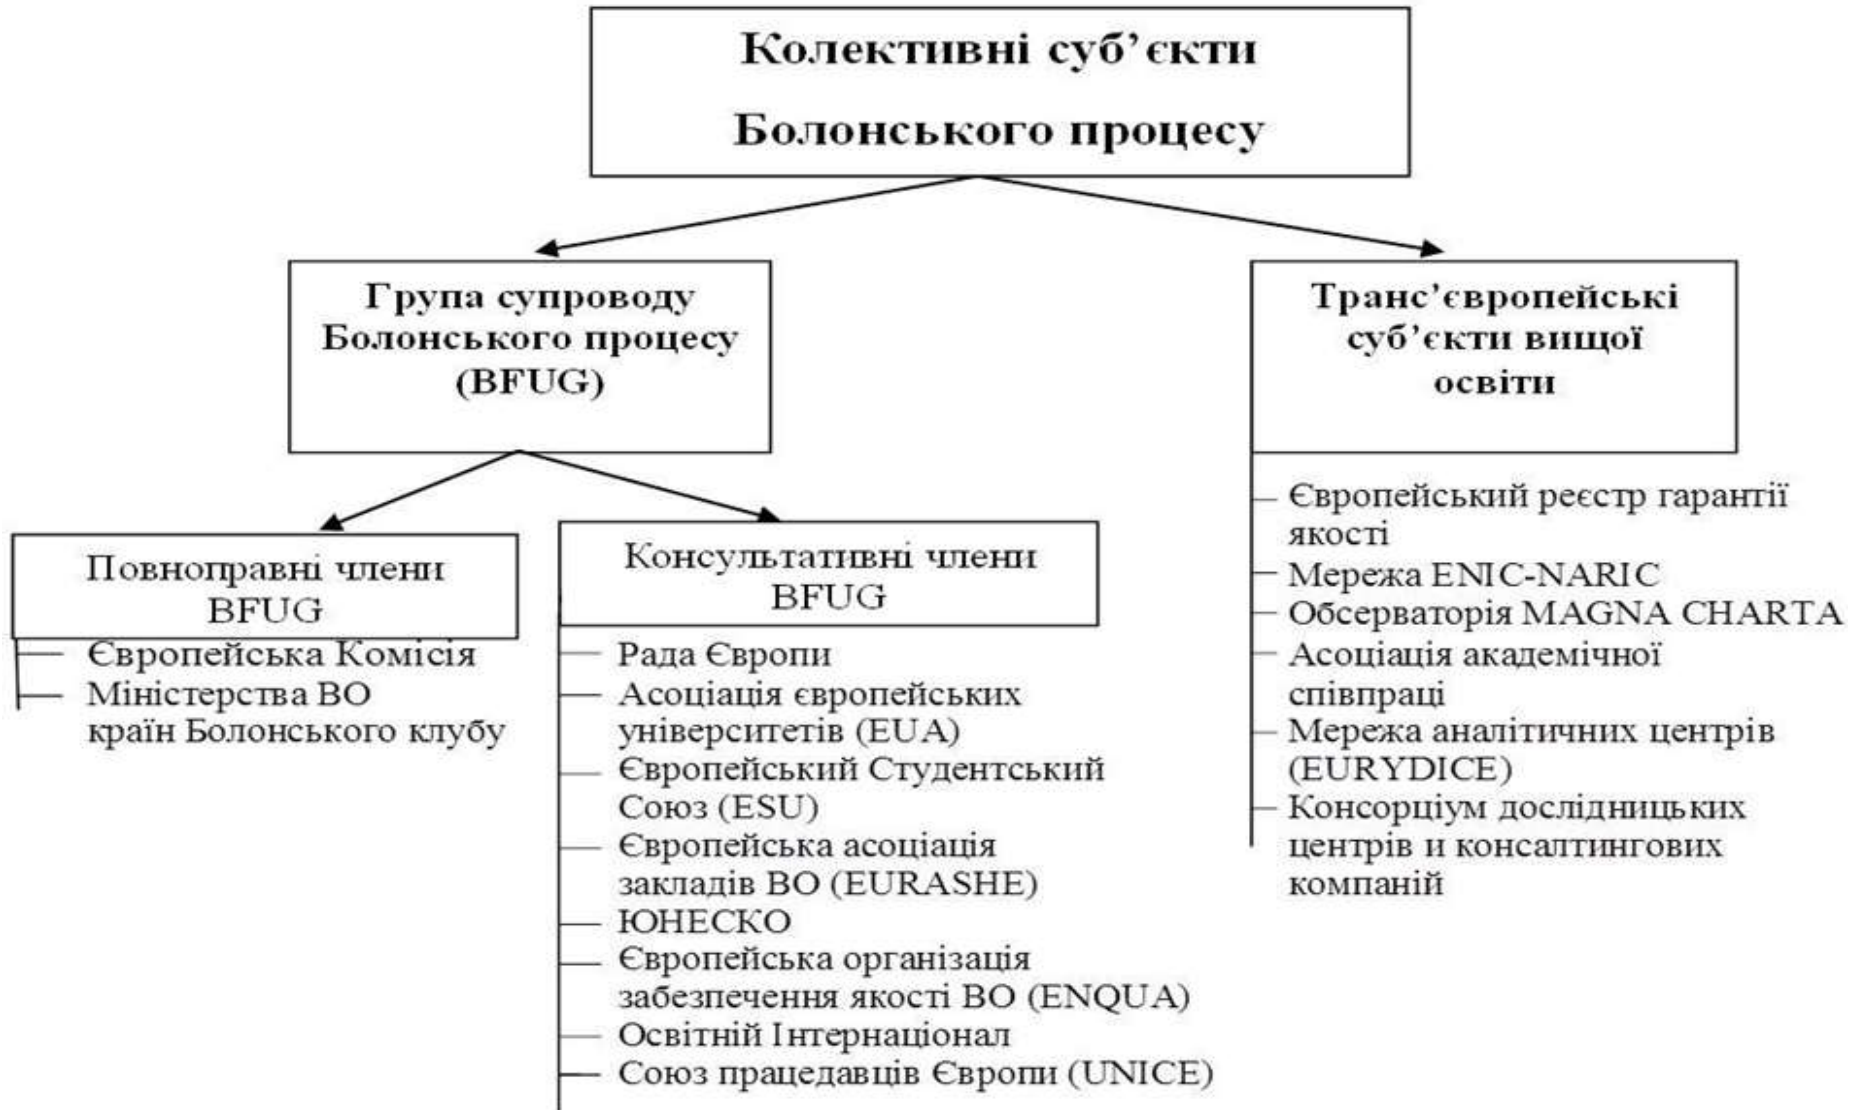 Колективні суб’єкти
Болонського процесу
Група супроводу
Болонського процесу
(BFUG)
Транс’європейські
суб’єкти вищої
освіти
Повноправні члени
BFUG
Європейська Комісія
Міністерства ВО
країн Болонського клубу
Консультативні члени
BFUG
Рада Європи
Асоціація європейських
університетів (EUA)
Європейський Студентський
Союз (ESU)
Європейська асоціація
закладів ВО (EURASHE)
ЮНЕСКО
Європейська організація
забезпечення якості ВО (ENQUA)
Освітній Інтернаціонал
Союз працедавців Європи (UNICE)
Європейський реєстр гарантії
якості
Мережа ENIC-NARIC
Обсерваторія MAGNA CHARTA
Асоціація академічної
співпраці
Мережа аналітичних центрів
(EURYDICE)
Консорціум дослідницьких
центрів и консалтингових
компаній